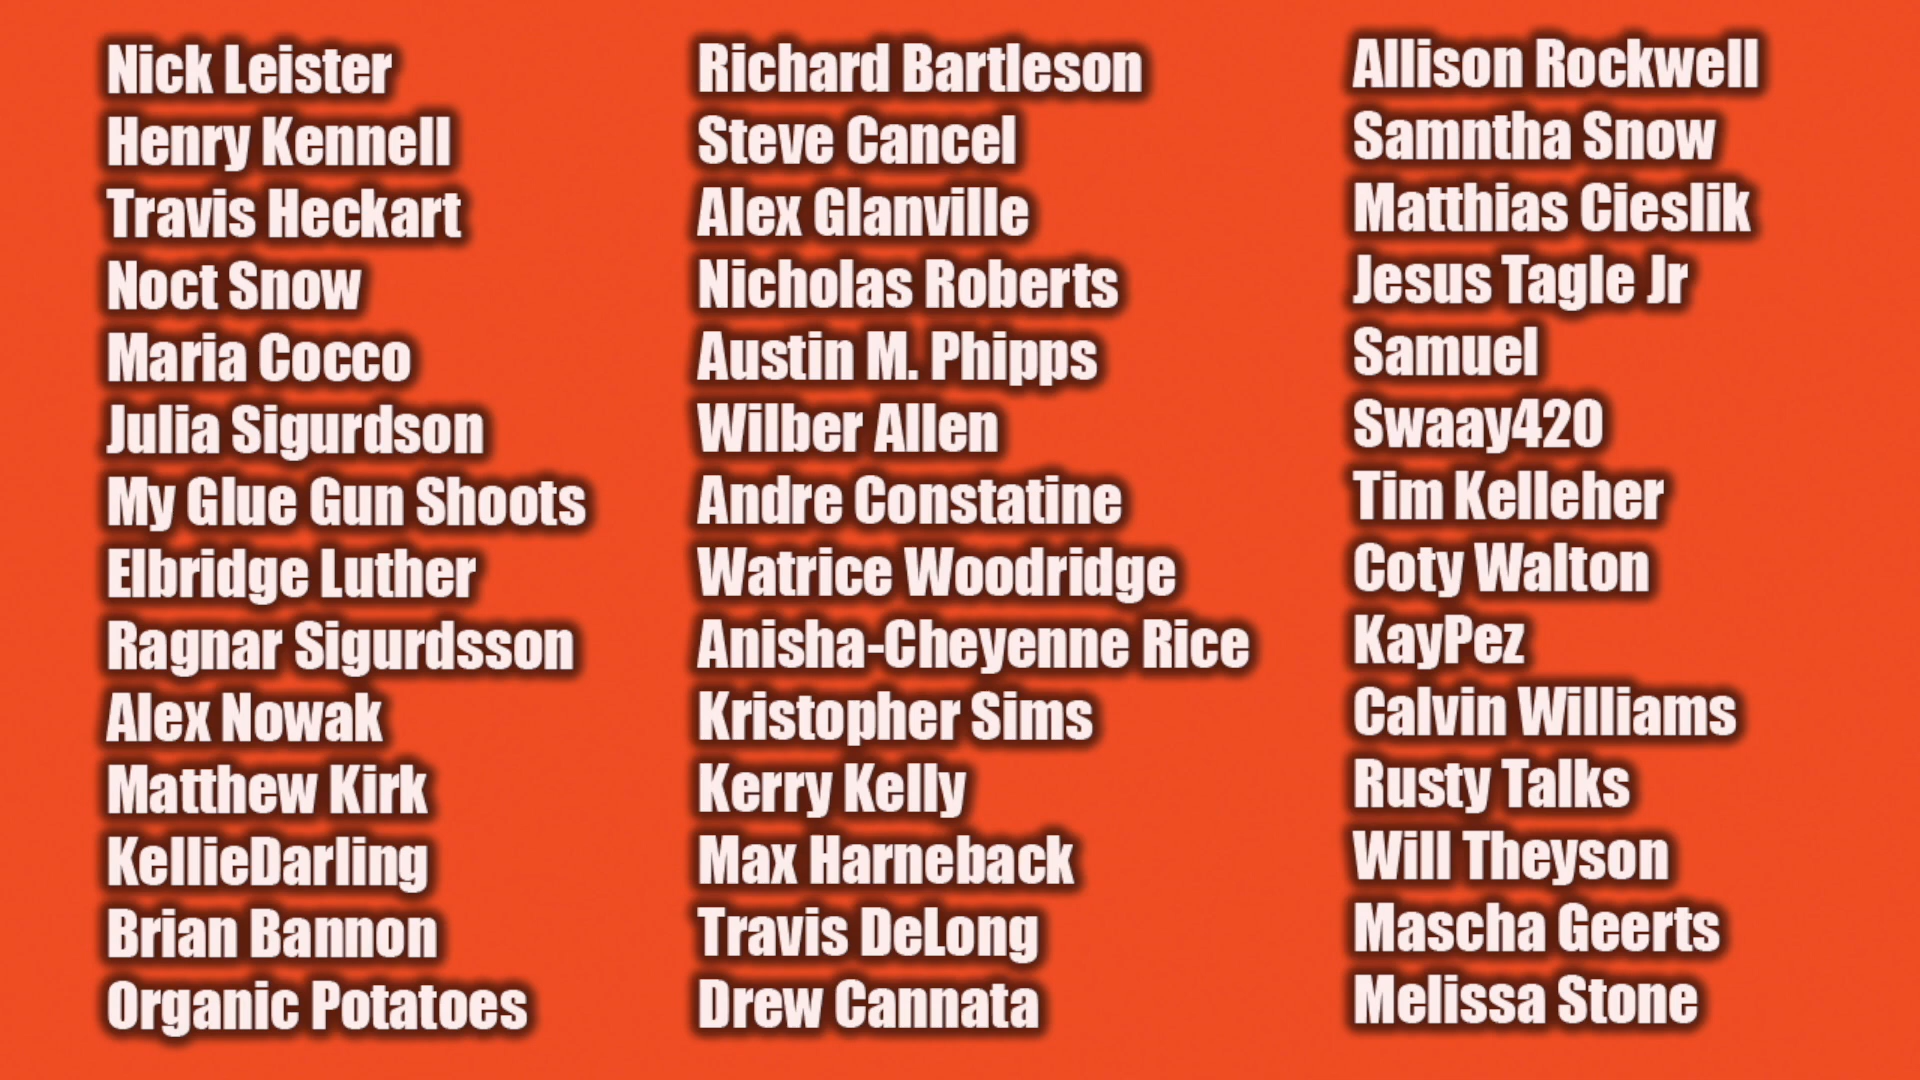 Nick Leister
Henry Kennell
Travis Heckart
Noct Snow
Maria Cocco
Julia Sigurdson
My Glue Gun Shoots
Elbridge Luther
Ragnar Sigurdsson
Alex Nowak
Matthew Kirk
KellieDarling
Brian Bannon
Organic Potatoes
Richard Bartleson
Steve Cancel
Alex Glanville
Nicholas Roberts
Austin M. Phipps
Wilber Allen
Andre Constatine
Watrice Woodridge
Anisha-Cheyenne Rice
Kristopher Sims
Kerry Kelly
Max Harneback
Travis DeLong
Drew Cannata
Allison Rockwell
Samntha Snow
Matthias Cieslik
Jesus Tagle Jr
Samuel
Swaay420
Tim Kelleher
Coty Walton
KayPez
Calvin Williams
Rusty Talks
Will Theyson
Mascha Geerts
Melissa Stone